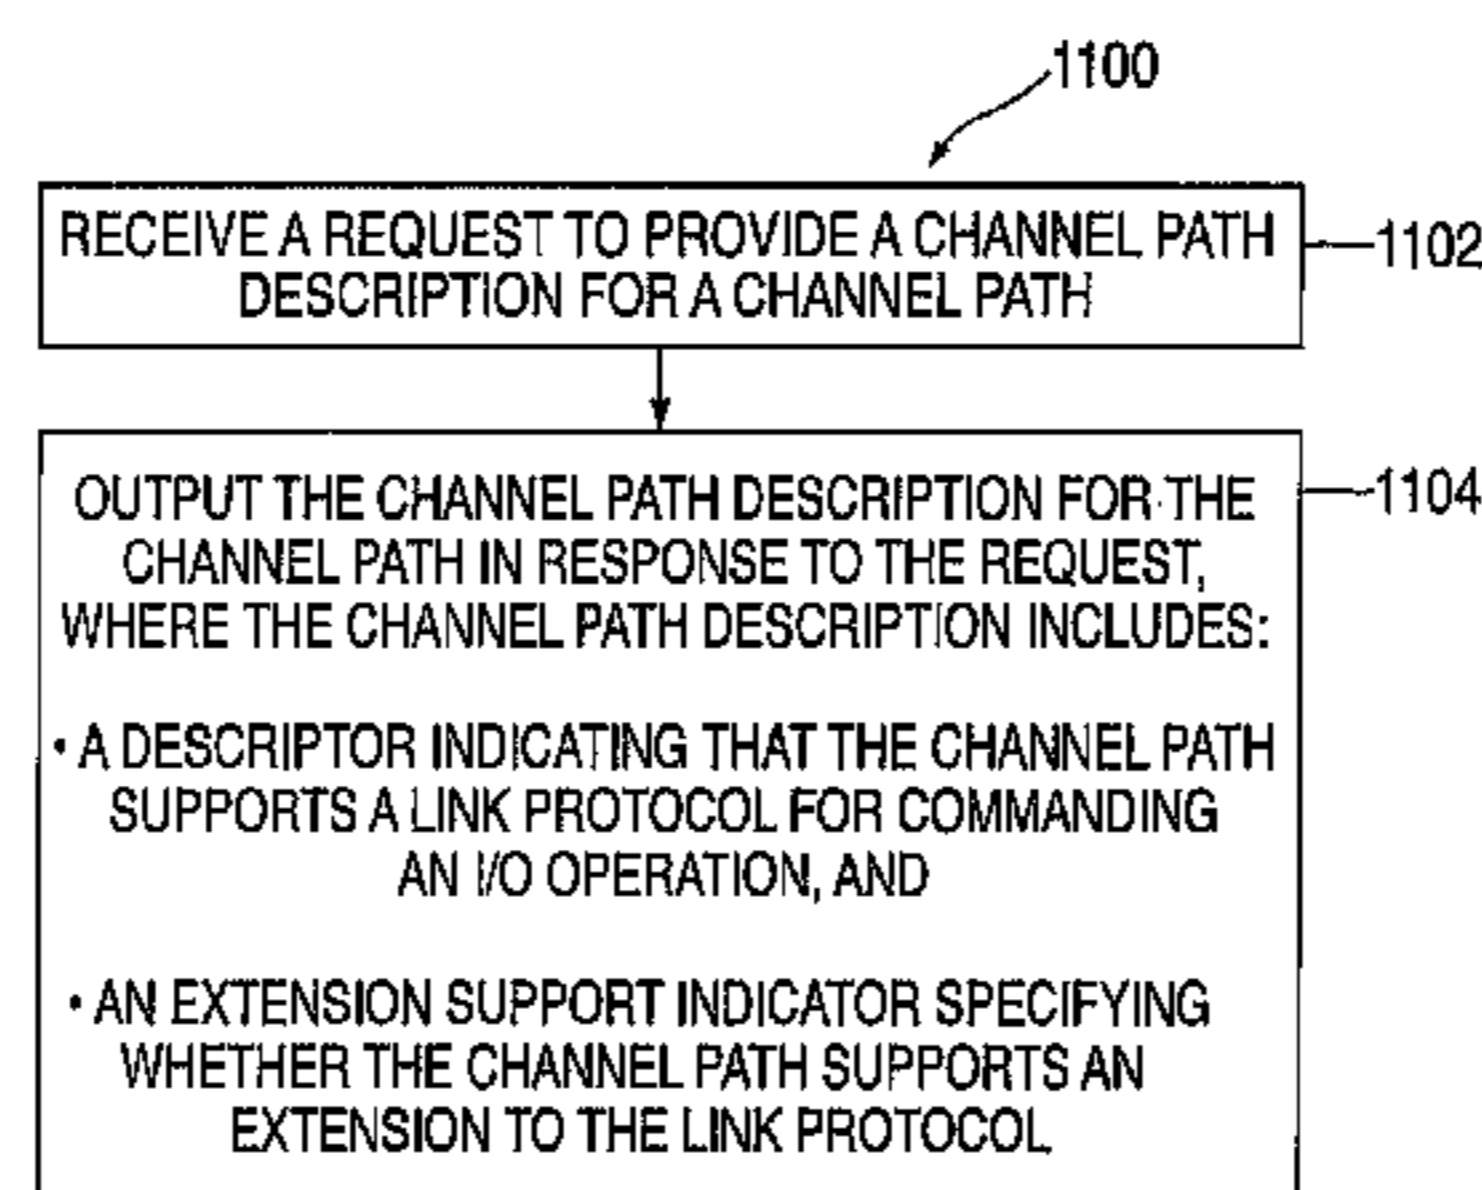 1100
RECEIVE A REQUEST TO PROVIDE A CHANNEL PATH
DESCRIPTION FOR A CHANNEL PATH
1102
OUTPUT THE CHANNEL PATH DESCRIPTION FOR THE
CHANNEL PATH IN RESPONSE TO THE REQUEST,
WHERE THE CHANNEL PATH DESCRIPTION INCLUDES:
1104
• A DESCRIPTOR INDICATING THAT THE CHANNEL PATH
SUPPORTS A LINK PROTOCOL FOR COMMANDING
AN I/O OPERATION, AND
• AN EXTENSION SUPPORT INDICATOR SPECIFYING
WHETHER THE CHANNEL PATH SUPPORTS AN
EXTENSION TO THE LINK PROTOCOL